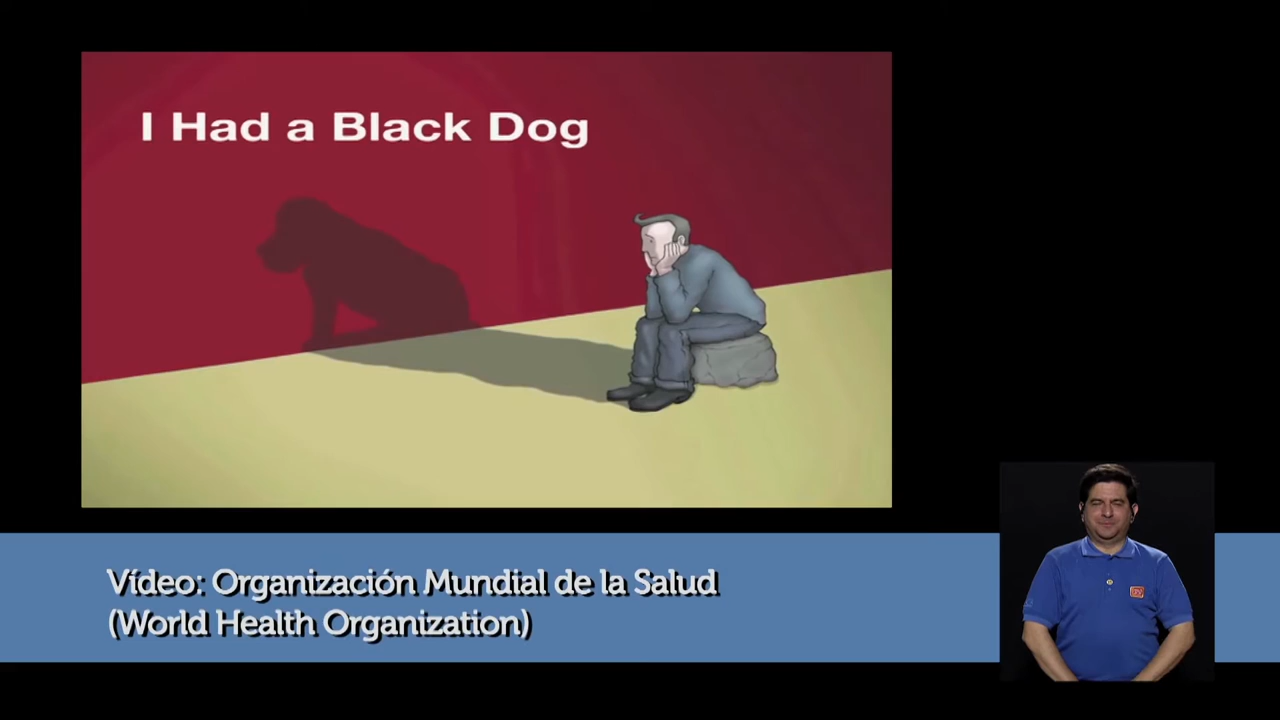 I Had a Black Dog
Vídeo: Organización Mundial de la Salud
(World Health Organization)